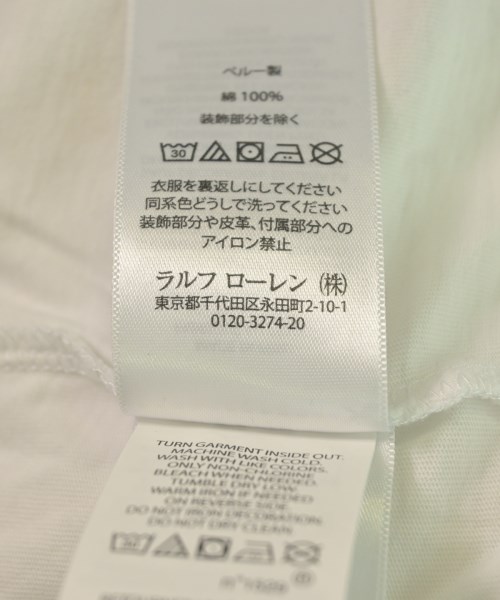 ペルー製
綿 100%
装飾部分を除く
30
衣服を裏返しにしてください
同系色どうしで洗ってください
装飾部分や皮革、付属部分への
アイロン禁止
ラルフ ローレン (株)
東京都千代田区永田町2-10-1
0120-3274-20
TURN GARMENT INSIDE OUT.
MACHINE WASH COLD.
WASH WITH LIKE COLORS.
ONLY NON-CHLORINE
BLEACH WHEN NEEDED.
TUMBLE DRY LOW.
WARM IRON IF NEEDED
ON REVERSE SIDE.
DO NOT IRON DECORATION.
DO NOT DRY CLEAN